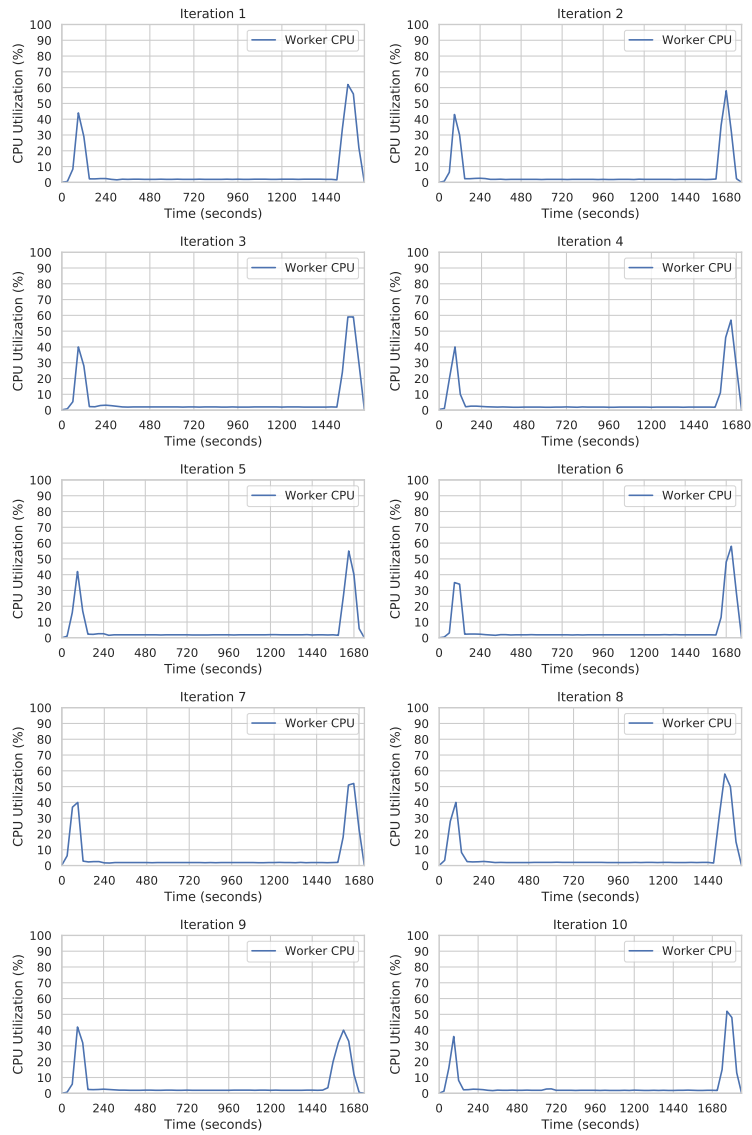 Iteration 1
100
90
80
70
60
50
40
30
20
10
0
CPU Utilization (%)
Worker CPU
0 240 480 720 960 1200 1440
Time (seconds)
Iteration 2
100
90
80
70
60
50
40
30
20
10
0
CPU Utilization (%)
Worker CPU
0 240 480 720 960 1200 1440 1680
Time (seconds)
Iteration 3
100
90
80
70
60
50
40
30
20
10
0
CPU Utilization (%)
Worker CPU
0 240 480 720 960 1200 1440
Time (seconds)
Iteration 4
100
90
80
70
60
50
40
30
20
10
0
CPU Utilization (%)
Worker CPU
0 240 480 720 960 1200 1440 1680
Time (seconds)
Iteration 5
100
90
80
70
60
50
40
30
20
10
0
CPU Utilization (%)
Worker CPU
0 240 480 720 960 1200 1440 1680
Time (seconds)
Iteration 6
100
90
80
70
60
50
40
30
20
10
0
CPU Utilization (%)
Worker CPU
0 240 480 720 960 1200 1440 1680
Time (seconds)
Iteration 7
100
90
80
70
60
50
40
30
20
10
0
CPU Utilization (%)
Worker CPU
0 240 480 720 960 1200 1440 1680
Time (seconds)
Iteration 8
100
90
80
70
60
50
40
30
20
10
0
CPU Utilization (%)
Worker CPU
0 240 480 720 960 1200 1440
Time (seconds)
Iteration 9
100
90
80
70
60
50
40
30
20
10
0
CPU Utilization (%)
Worker CPU
0 240 480 720 960 1200 1440 1680
Time (seconds)
Iteration 10
100
90
80
70
60
50
40
30
20
10
0
CPU Utilization (%)
Worker CPU
0 240 480 720 960 1200 1440 1680
Time (seconds)